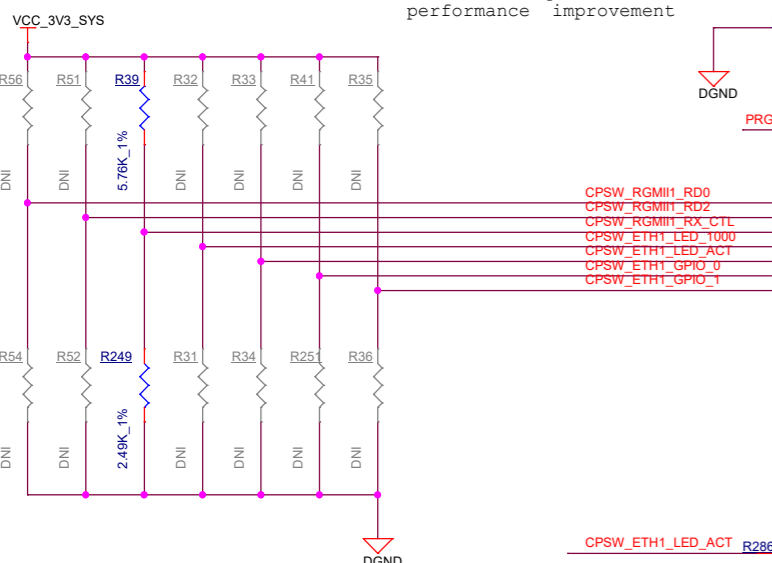 performance improvement
VCC_3V3_SYS
R56 R51 R39 R32 R33 R41 R35
DGND
PRG
DNI DNI 5.76K_1% DNI DNI DNI DNI
CPSW_RGMII1_RD0
CPSW_RGMII1_RD2
CPSW_RGMII1_RX_CTL
CPSW_ETH1_LED_1000
CPSW_ETH1_LED_ACT
CPSW_ETH1_GPIO_0
CPSW_ETH1_GPIO_1
R54 R52 R249 R31 R34 R251 R36
DNI DNI 2.49K_1% DNI DNI DNI DNI
CPSW_ETH1_LED_ACT R286
DGND